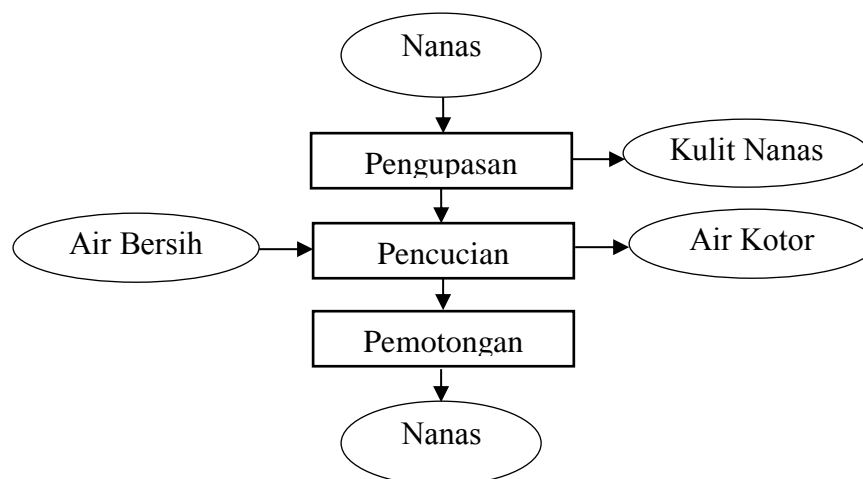 Nanas
Pengupasan
Kulit Nanas
Air Bersih
Pencucian
Air Kotor
Pemotongan
Nanas